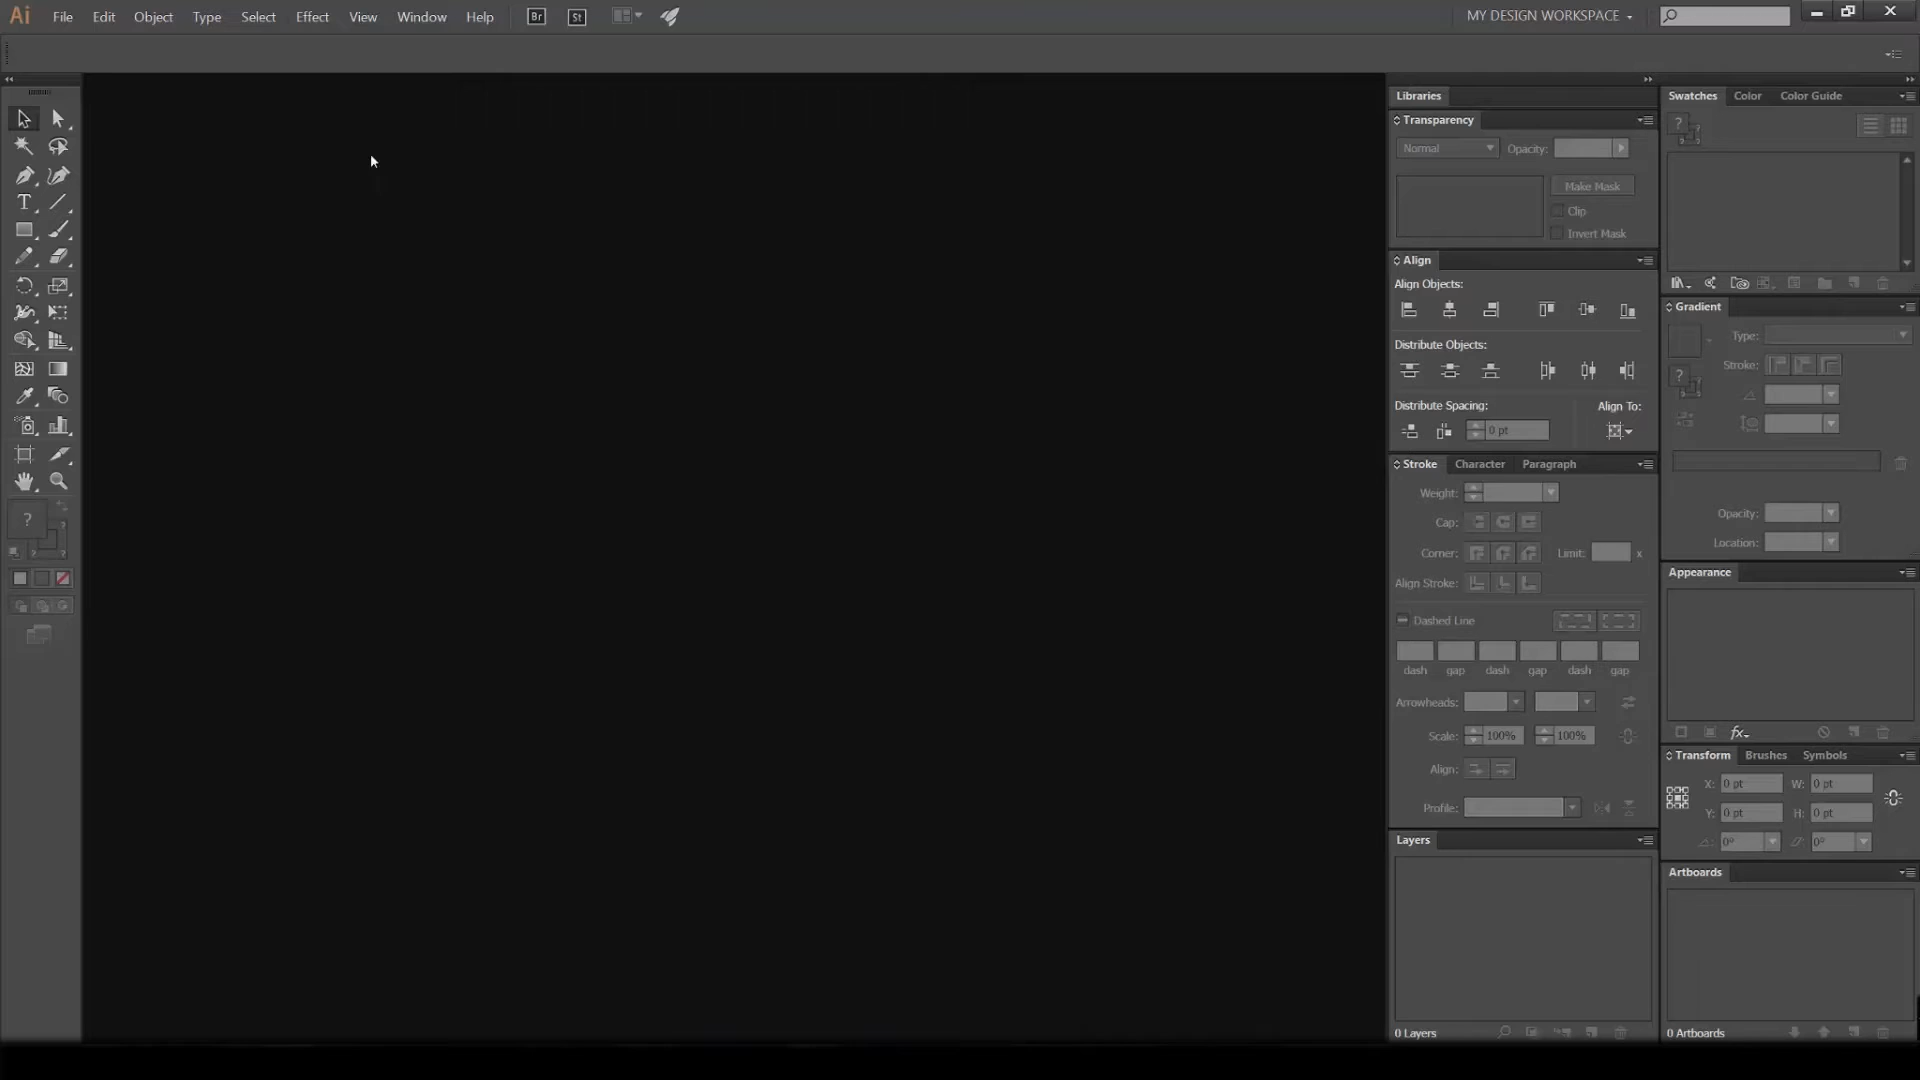 Ai File Edit Object Type Select Effect View Window Help Br St MY DESIGN WORKSPACE
Libraries
Transparency
Normal Opacity:
Make Mask
Clip
Invert Mask
Align
Align Objects:
Distribute Objects:
Distribute Spacing: Align To:
0 pt
Stroke Character Paragraph
Weight:
Cap:
Corner: Limit: x
Align Stroke:
Dashed Line
dash gap dash gap dash gap
Arrowheads:
Scale: 100% 100%
Align:
Profile:
Layers
0 Layers
Swatches Color Color Guide
?
Gradient
Type:
Stroke:
?
Opacity:
Location:
Appearance
fx
Transform Brushes Symbols
X: 0 pt W: 0 pt
Y: 0 pt H: 0 pt
0° 0°
Artboards
0 Artboards
T
?
?
?